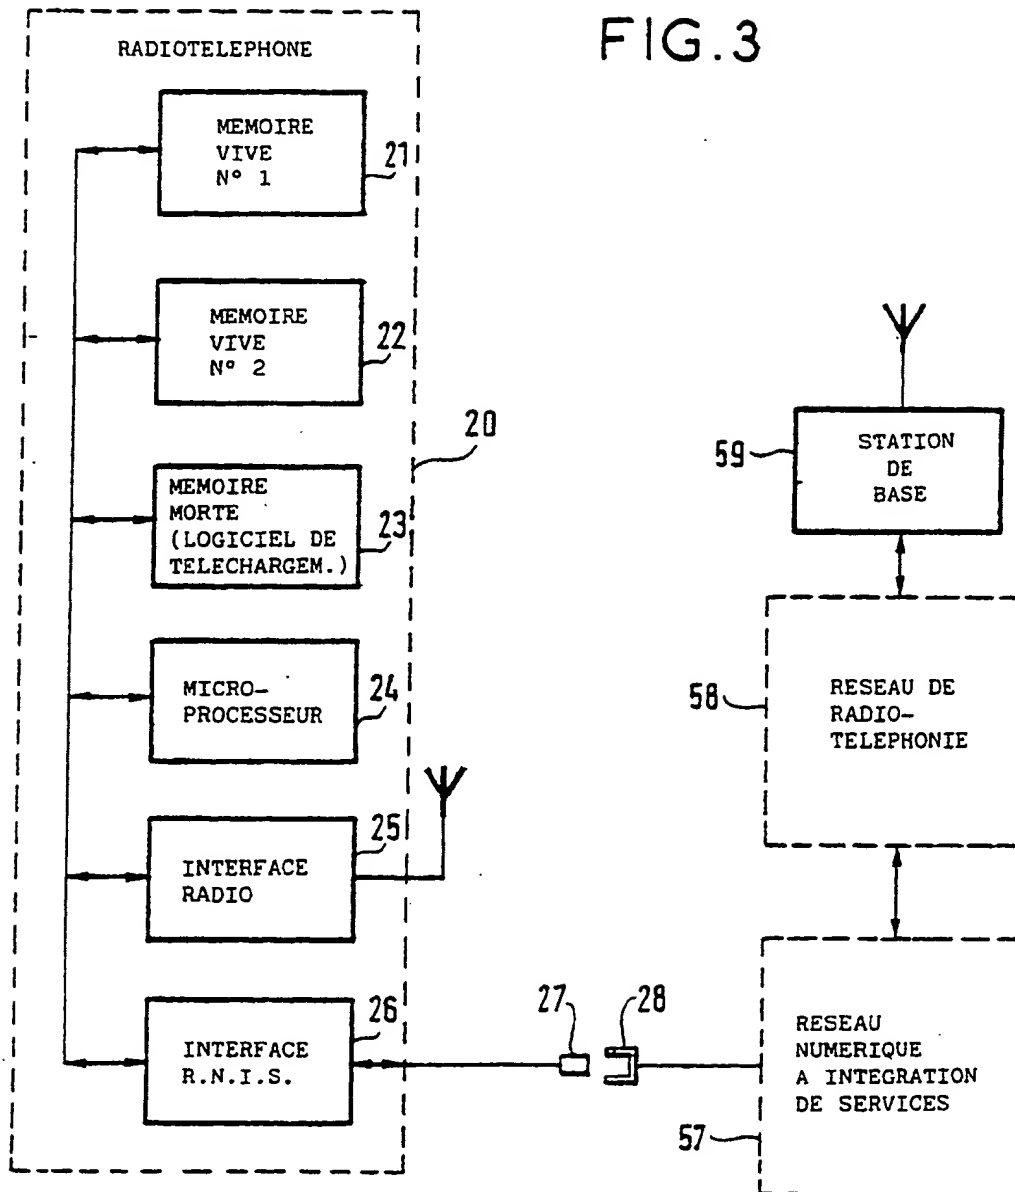 FIG.3
RADIOTELEPHONE
MEMOIRE
VIVE
N° 1
21
MEMOIRE
VIVE
N° 2
22
20
MEMOIRE
MORTE
(LOGICIEL DE
TELECHARGEM.)
23
MICRO-
PROCESSEUR
24
INTERFACE
RADIO
25
INTERFACE
R.N.I.S.
26
27
28
59
STATION
DE
BASE
58
RESEAU DE
RADIO-
TELEPHONIE
RESEAU
NUMERIQUE
A INTEGRATION
DE SERVICES
57